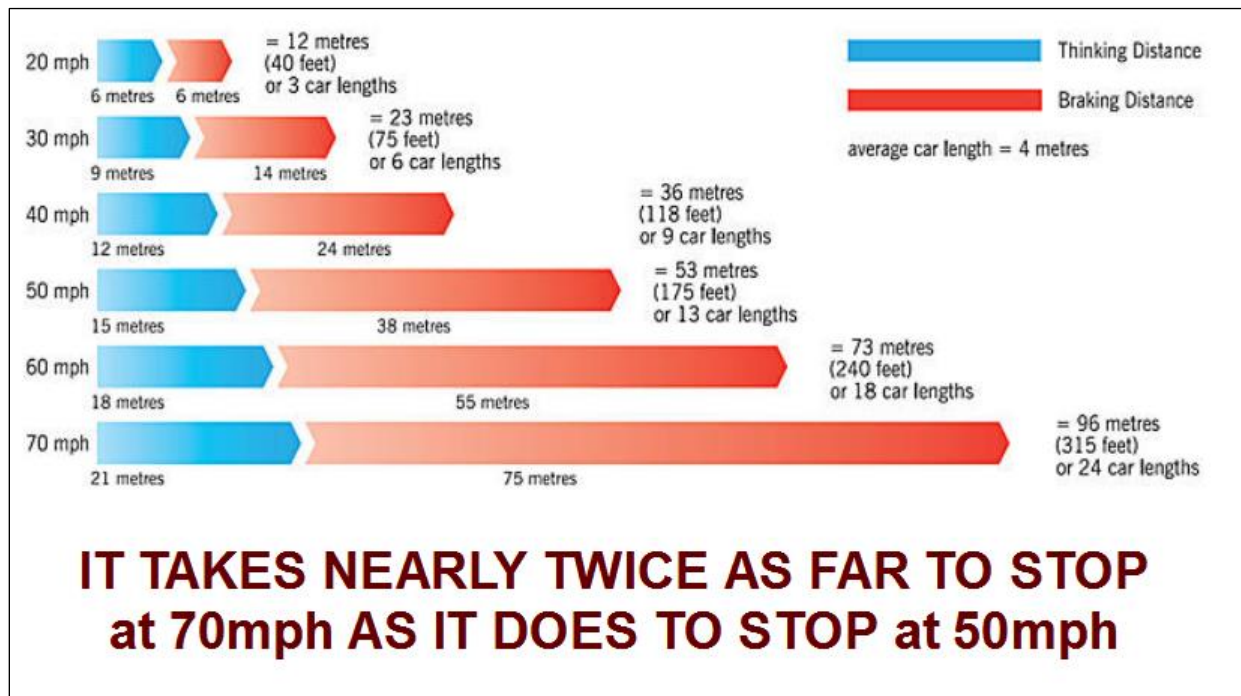 20 mph
= 12 metres
(40 feet)
or 3 car lengths
6 metres 6 metres
Thinking Distance
Braking Distance
average car length = 4 metres
30 mph
= 23 metres
(75 feet)
or 6 car lengths
9 metres 14 metres
40 mph
= 36 metres
(118 feet)
or 9 car lengths
12 metres 24 metres
50 mph
= 53 metres
(175 feet)
or 13 car lengths
15 metres 38 metres
60 mph
= 73 metres
(240 feet)
or 18 car lengths
18 metres 55 metres
70 mph
= 96 metres
(315 feet)
or 24 car lengths
21 metres 75 metres
IT TAKES NEARLY TWICE AS FAR TO STOP
at 70mph AS IT DOES TO STOP at 50mph